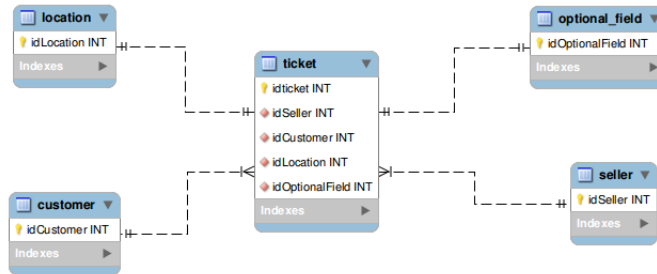 location
idLocation INT
Indexes
optional_field
idOptionalField INT
Indexes
ticket
idticket INT
idSeller INT
idCustomer INT
idLocation INT
idOptionalField INT
Indexes
customer
idCustomer INT
Indexes
seller
idSeller INT
Indexes